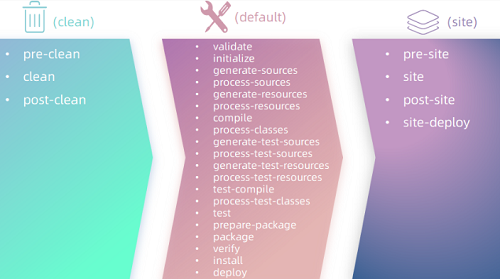 (clean)
pre-clean
clean
post-clean
(default)
validate
initialize
generate-sources
process-sources
generate-resources
process-resources
compile
process-classes
generate-test-sources
process-test-sources
generate-test-resources
process-test-resources
test-compile
process-test-classes
test
prepare-package
package
verify
install
deploy
(site)
pre-site
site
post-site
site-deploy